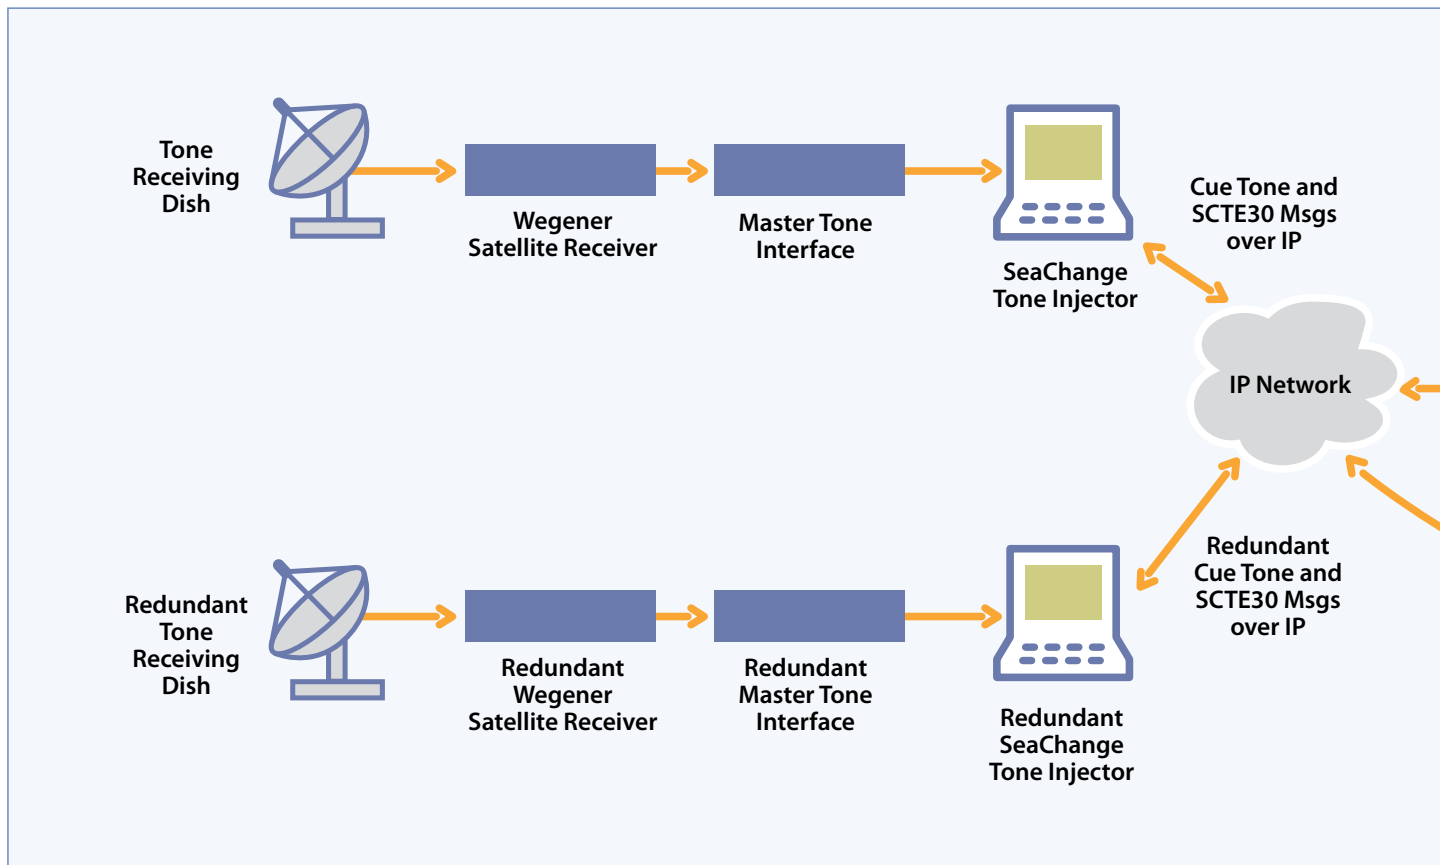 Tone
Receiving
Dish
Wegener
Satellite Receiver
Master Tone
Interface
SeaChange
Tone Injector
Cue Tone and
SCTE30 Msgs
over IP
IP Network
Redundant
Tone
Receiving
Dish
Redundant
Wegener
Satellite Receiver
Redundant
Master Tone
Interface
Redundant
SeaChange
Tone Injector
Redundant
Cue Tone and
SCTE30 Msgs
over IP